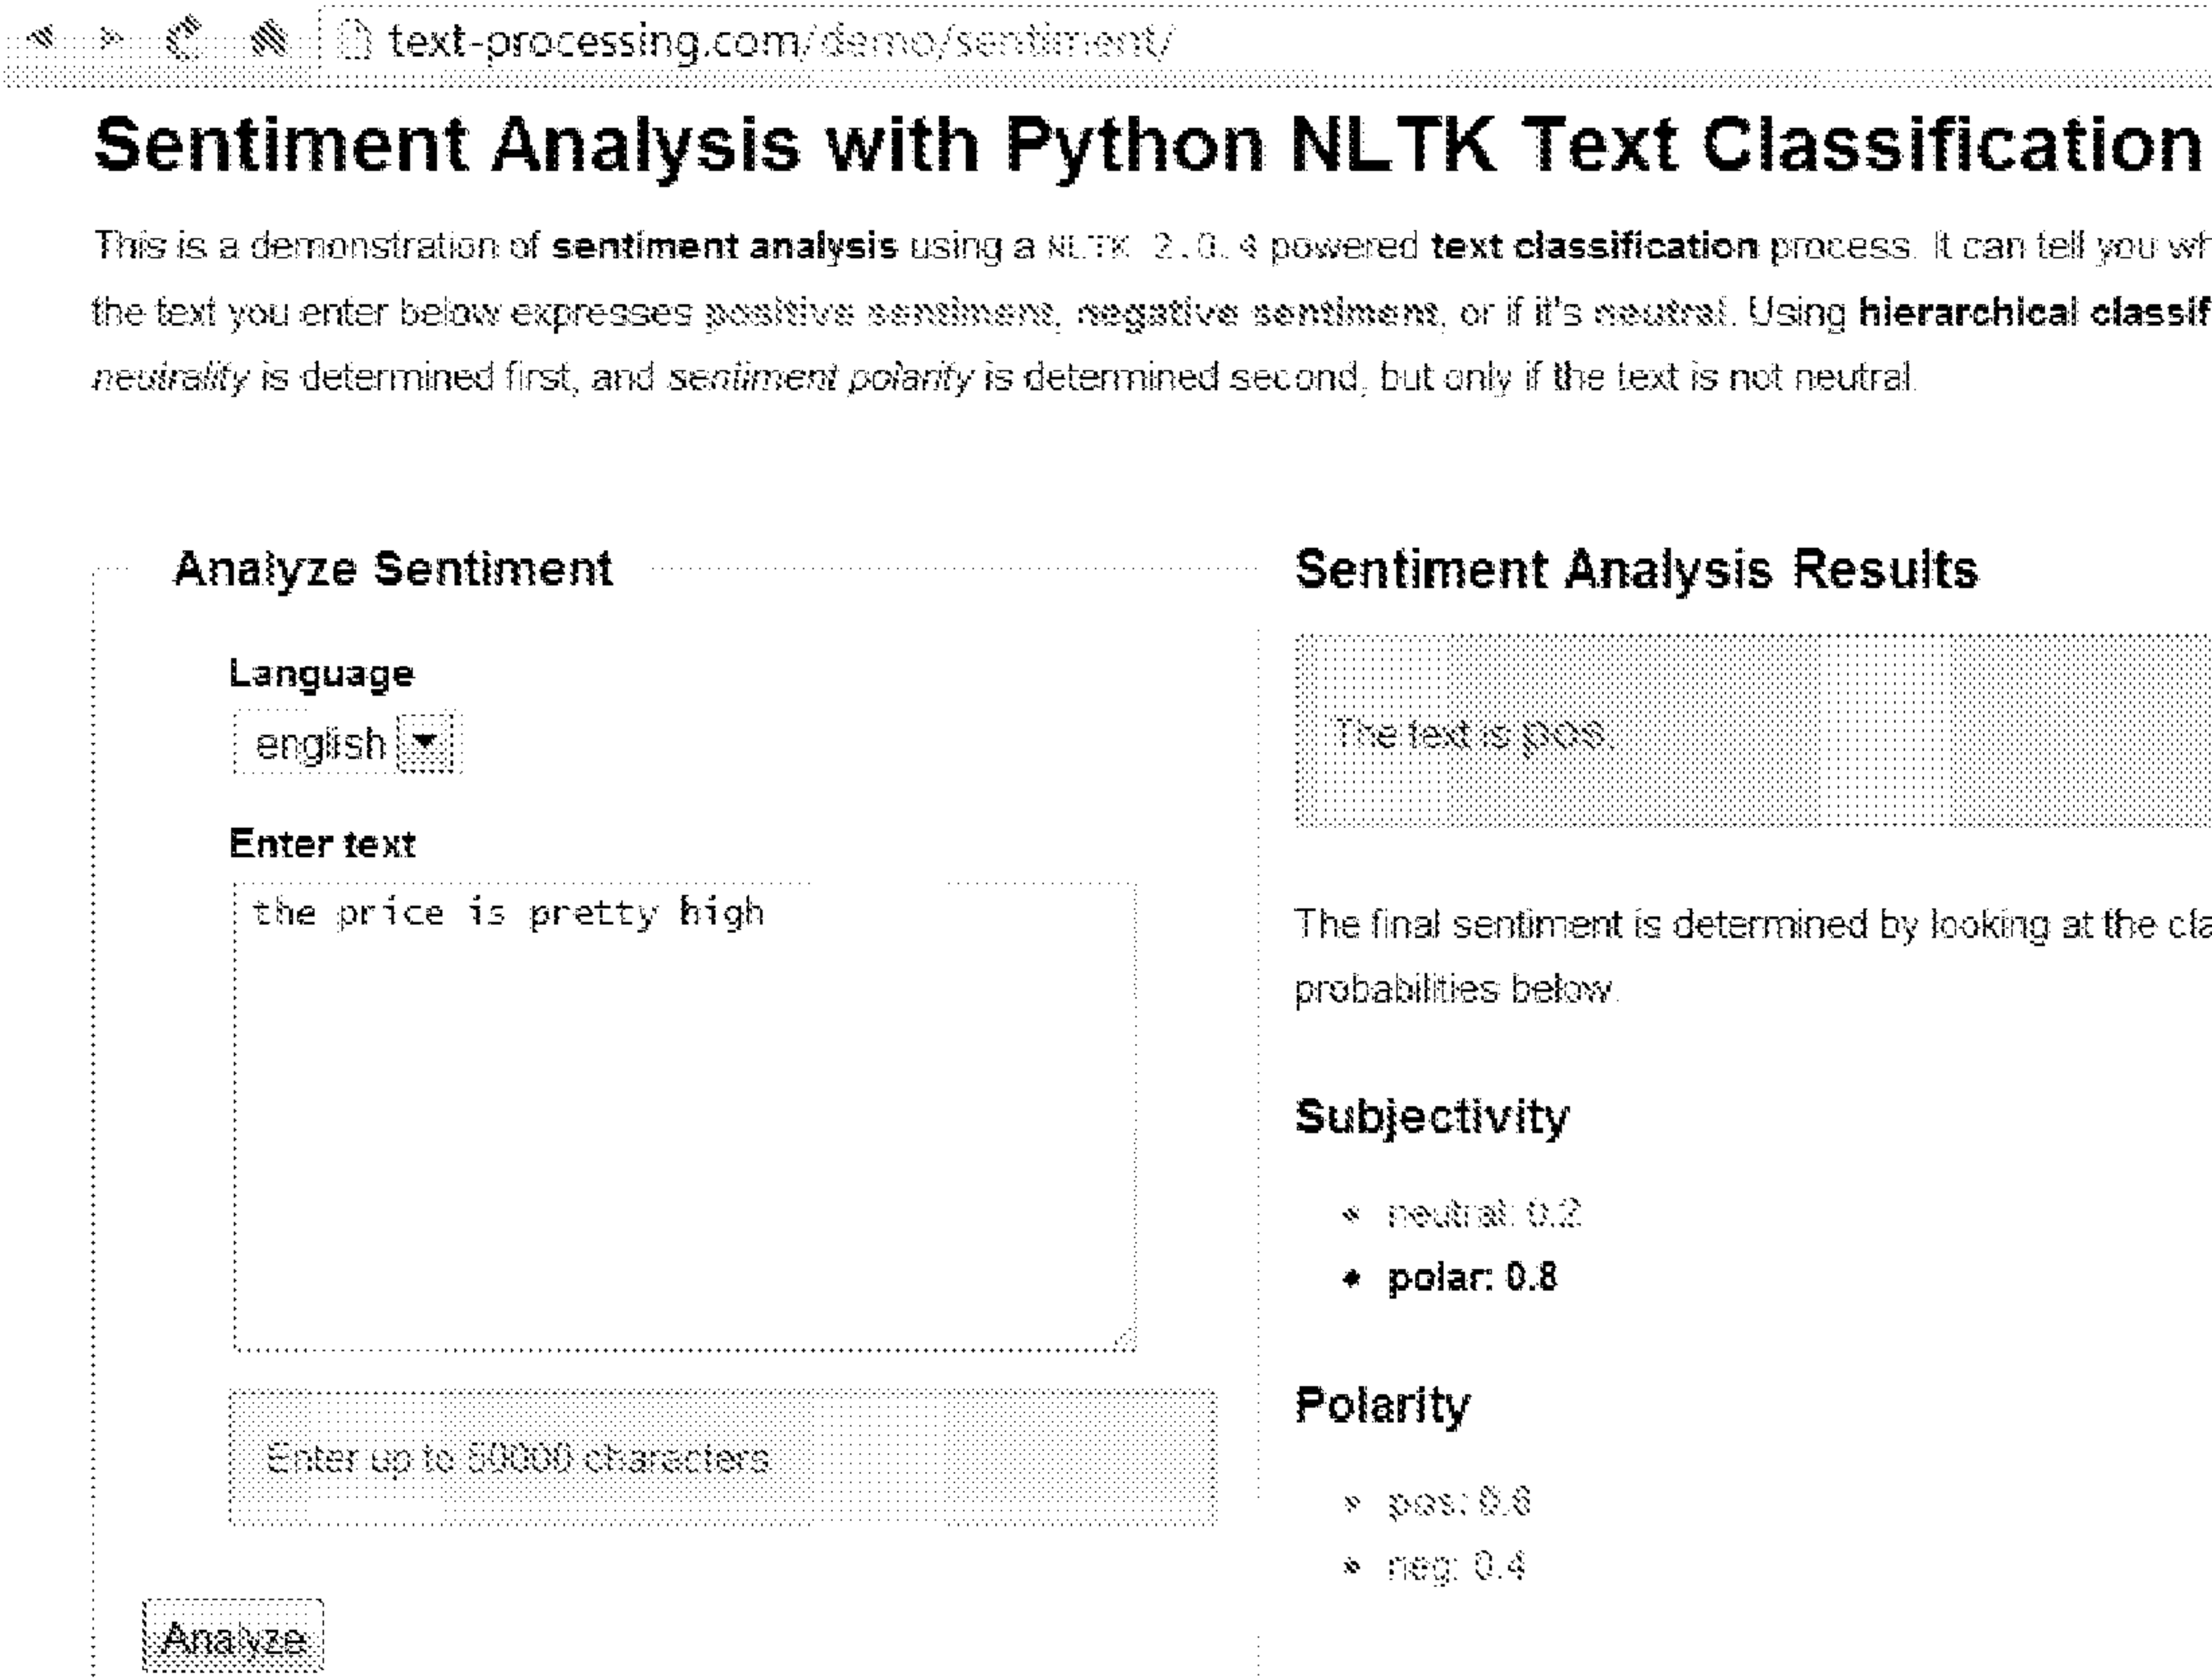 text-processing.com/demo/sentiment/
Sentiment Analysis with Python NLTK Text Classification
This is a demonstration of sentiment analysis using a NLTK 2.0.4 powered text classification process. It can tell you wh
the text you enter below expresses positive sentiment, negative sentiment, or if it's neutral. Using hierarchical classif
neutrality is determined first, and sentiment polarity is determined second, but only if the text is not neutral.
Analyze Sentiment
Language
english
Enter text
the price is pretty high
Enter up to 50000 characters
Analyze
Sentiment Analysis Results
The text is pos.
The final sentiment is determined by looking at the cla
probabilities below.
Subjectivity
neutral: 0.2
polar: 0.8
Polarity
pos: 0.6
neg: 0.4